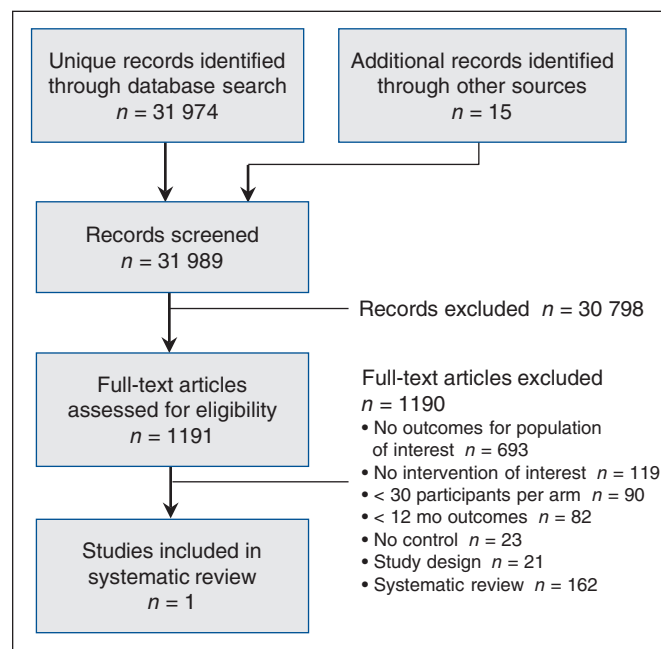 Unique records identified
through database search
n = 31 974
Additional records identified
through other sources
n = 15
Records screened
n = 31 989
Records excluded n = 30 798
Full-text articles
assessed for eligibility
n = 1191
Full-text articles excluded
n = 1190
• No outcomes for population
of interest n = 693
• No intervention of interest n = 119
• < 30 participants per arm n = 90
• < 12 mo outcomes n = 82
• No control n = 23
• Study design n = 21
• Systematic review n = 162
Studies included in
systematic review
n = 1